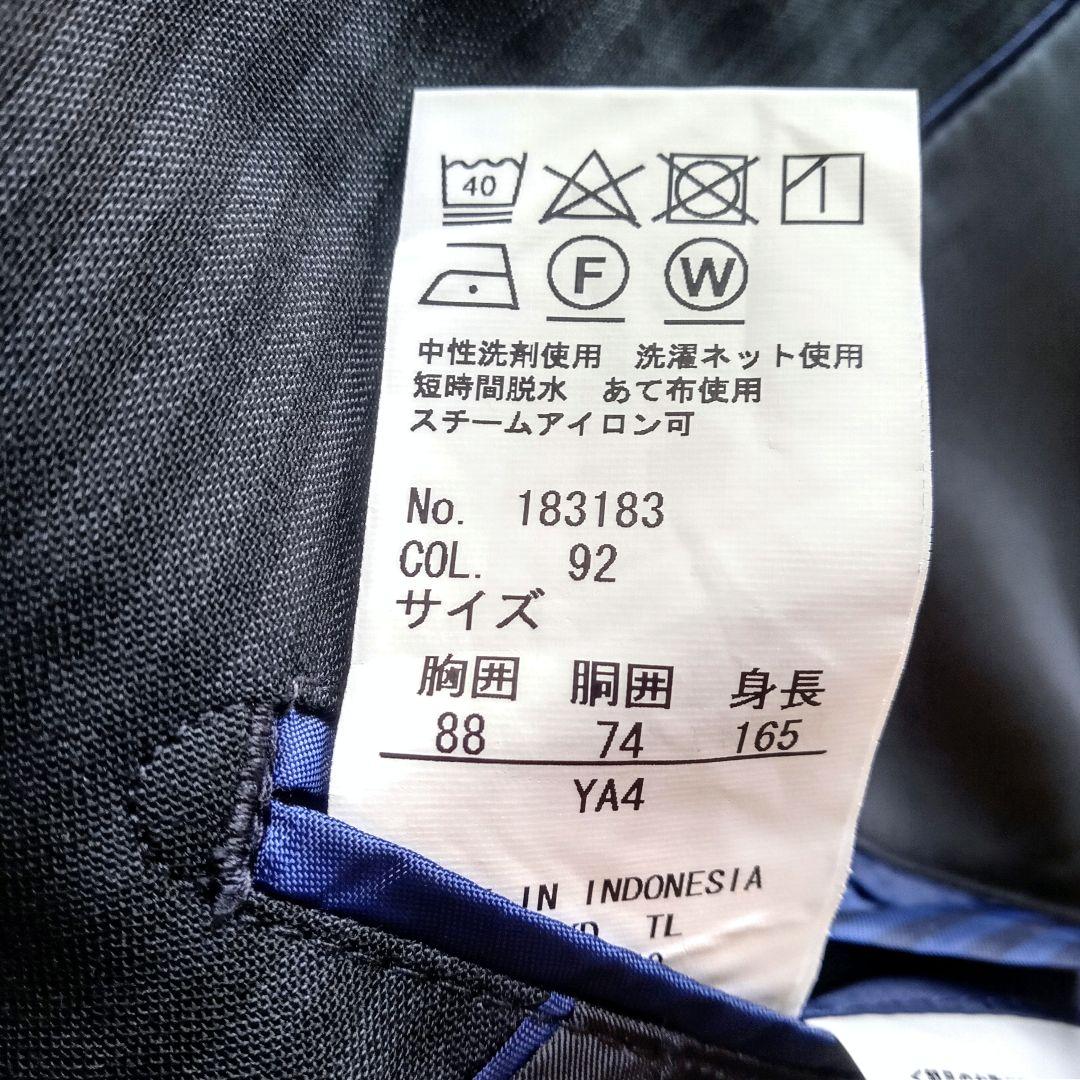 40
F W
中性洗剤使用 洗濯ネット使用
短時間脱水 あて布使用
スチームアイロン可
No. 183183
COL. 92
サイズ
胸囲 胴囲 身長
88 74 165
YA4
IN INDONESIA
TL